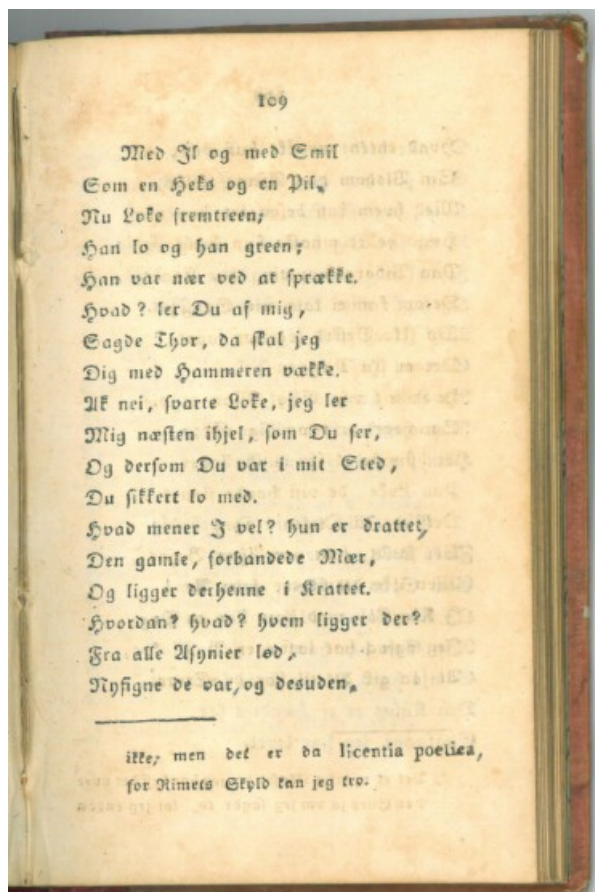 109
Med Il og med Smil
Som en Heks og en Pil,
Nu Loke fremtreen;
Han lo og han green;
Han var nær ved at sprække.
Hvad? ler Du af mig,
Sagde Thor, da skal jeg
Dig med Hammeren vække.
Ak nei, svarte Loke, jeg ler
Mig næsten ihjel, som Du ser,
Og dersom Du var i mit Sted,
Du sikkert lo med.
Hvad mener I vel? hun er drattet,
Den gamle, forbandede Mær,
Og ligger derhenne i Krattet.
Hvordan? hvad? hvem ligger der?
Fra alle Asynier lød,
Nysigne de var, og desuden,
ikke, men det er da licentia poetica,
for Rimets Skyld kan jeg tro.